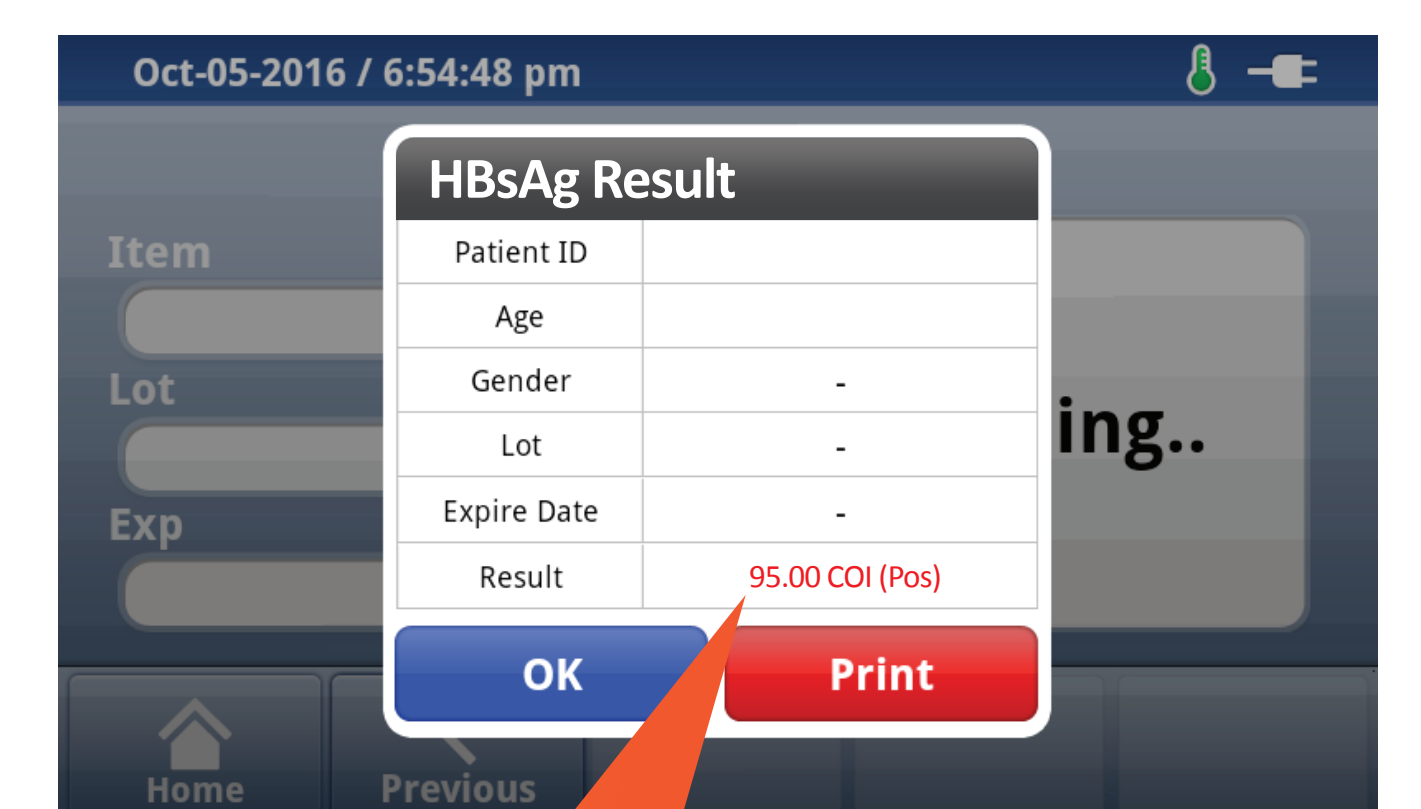 Oct-05-2016 / 6:54:48 pm
HBsAg Result
Item
Lot
Exp
Patient ID
Age
Gender -
Lot -
Expire Date -
Result 95.00 COI (Pos)
ing..
OK Print
Home Previous